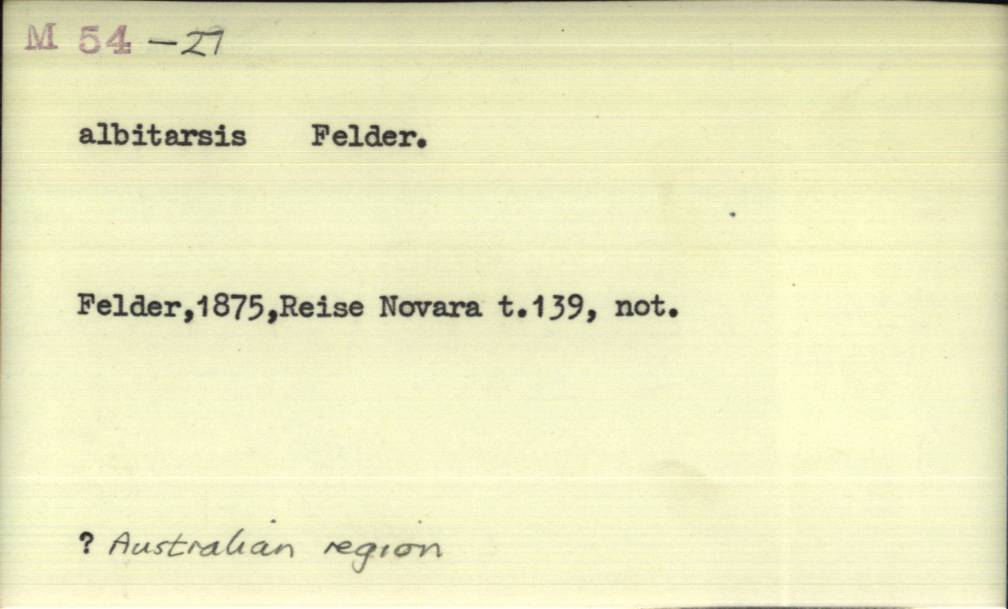 M 54 - 27
albitarsis Felder.
Felder,1875,Reise Novara t.139, not.
? Australian region